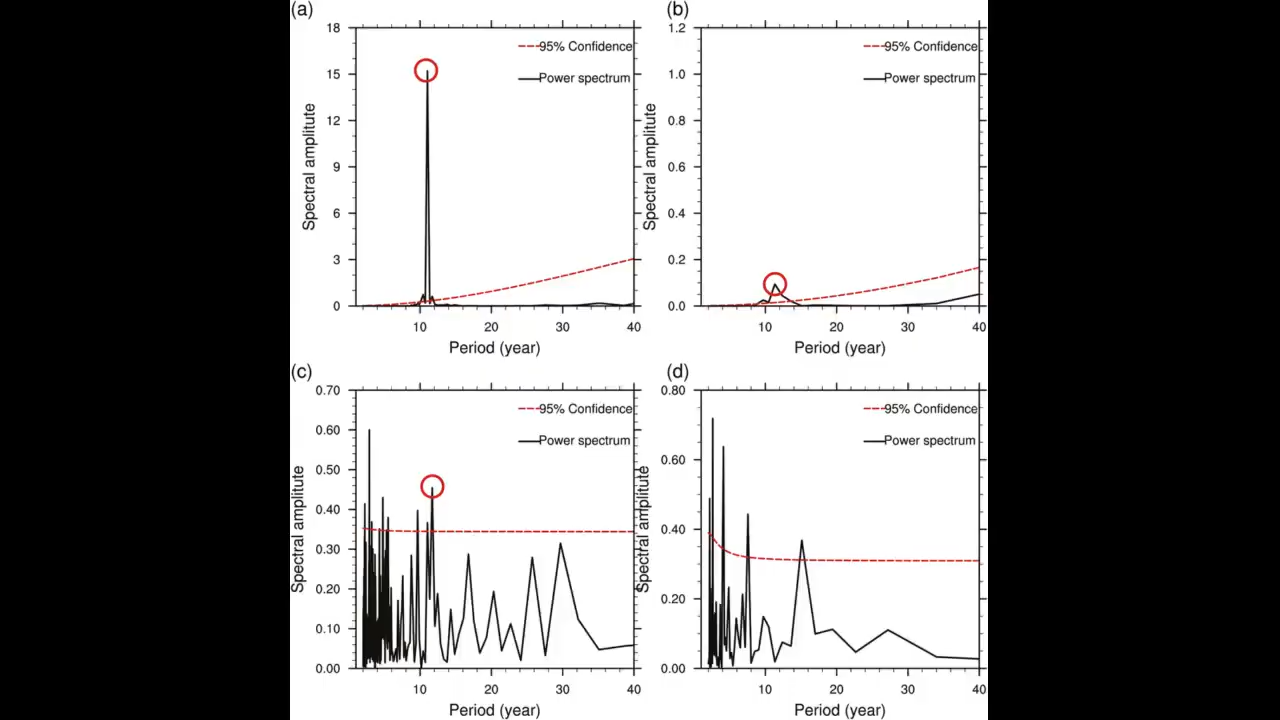 (a)
18
15
12
9
6
3
0
Spectral amplitute
95% Confidence
Power spectrum
10
20
30
40
Period (year)
(b)
1.2
1.0
0.8
0.6
0.4
0.2
0.0
Spectral amplitute
95% Confidence
Power spectrum
10
20
30
40
Period (year)
(c)
0.70
0.60
0.50
0.40
0.30
0.20
0.10
0.00
Spectral amplitute
95% Confidence
Power spectrum
10
20
30
40
Period (year)
(d)
0.80
0.60
0.40
0.20
0.00
Spectral amplitute
95% Confidence
Power spectrum
10
20
30
40
Period (year)